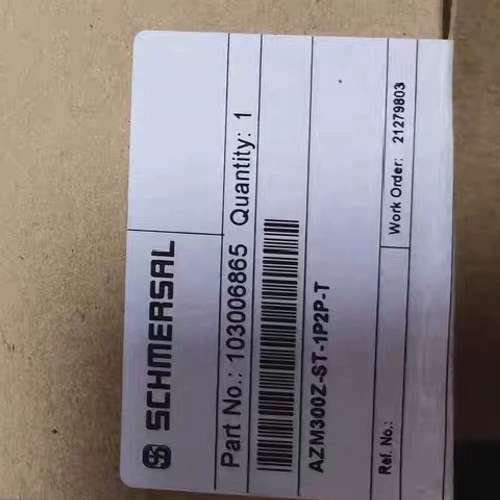 SCHMERSAL
Part No.: 103006865 Quantity: 1
AZM300Z-ST-1P2P-T
Ref. No.: Work Order: 21279803